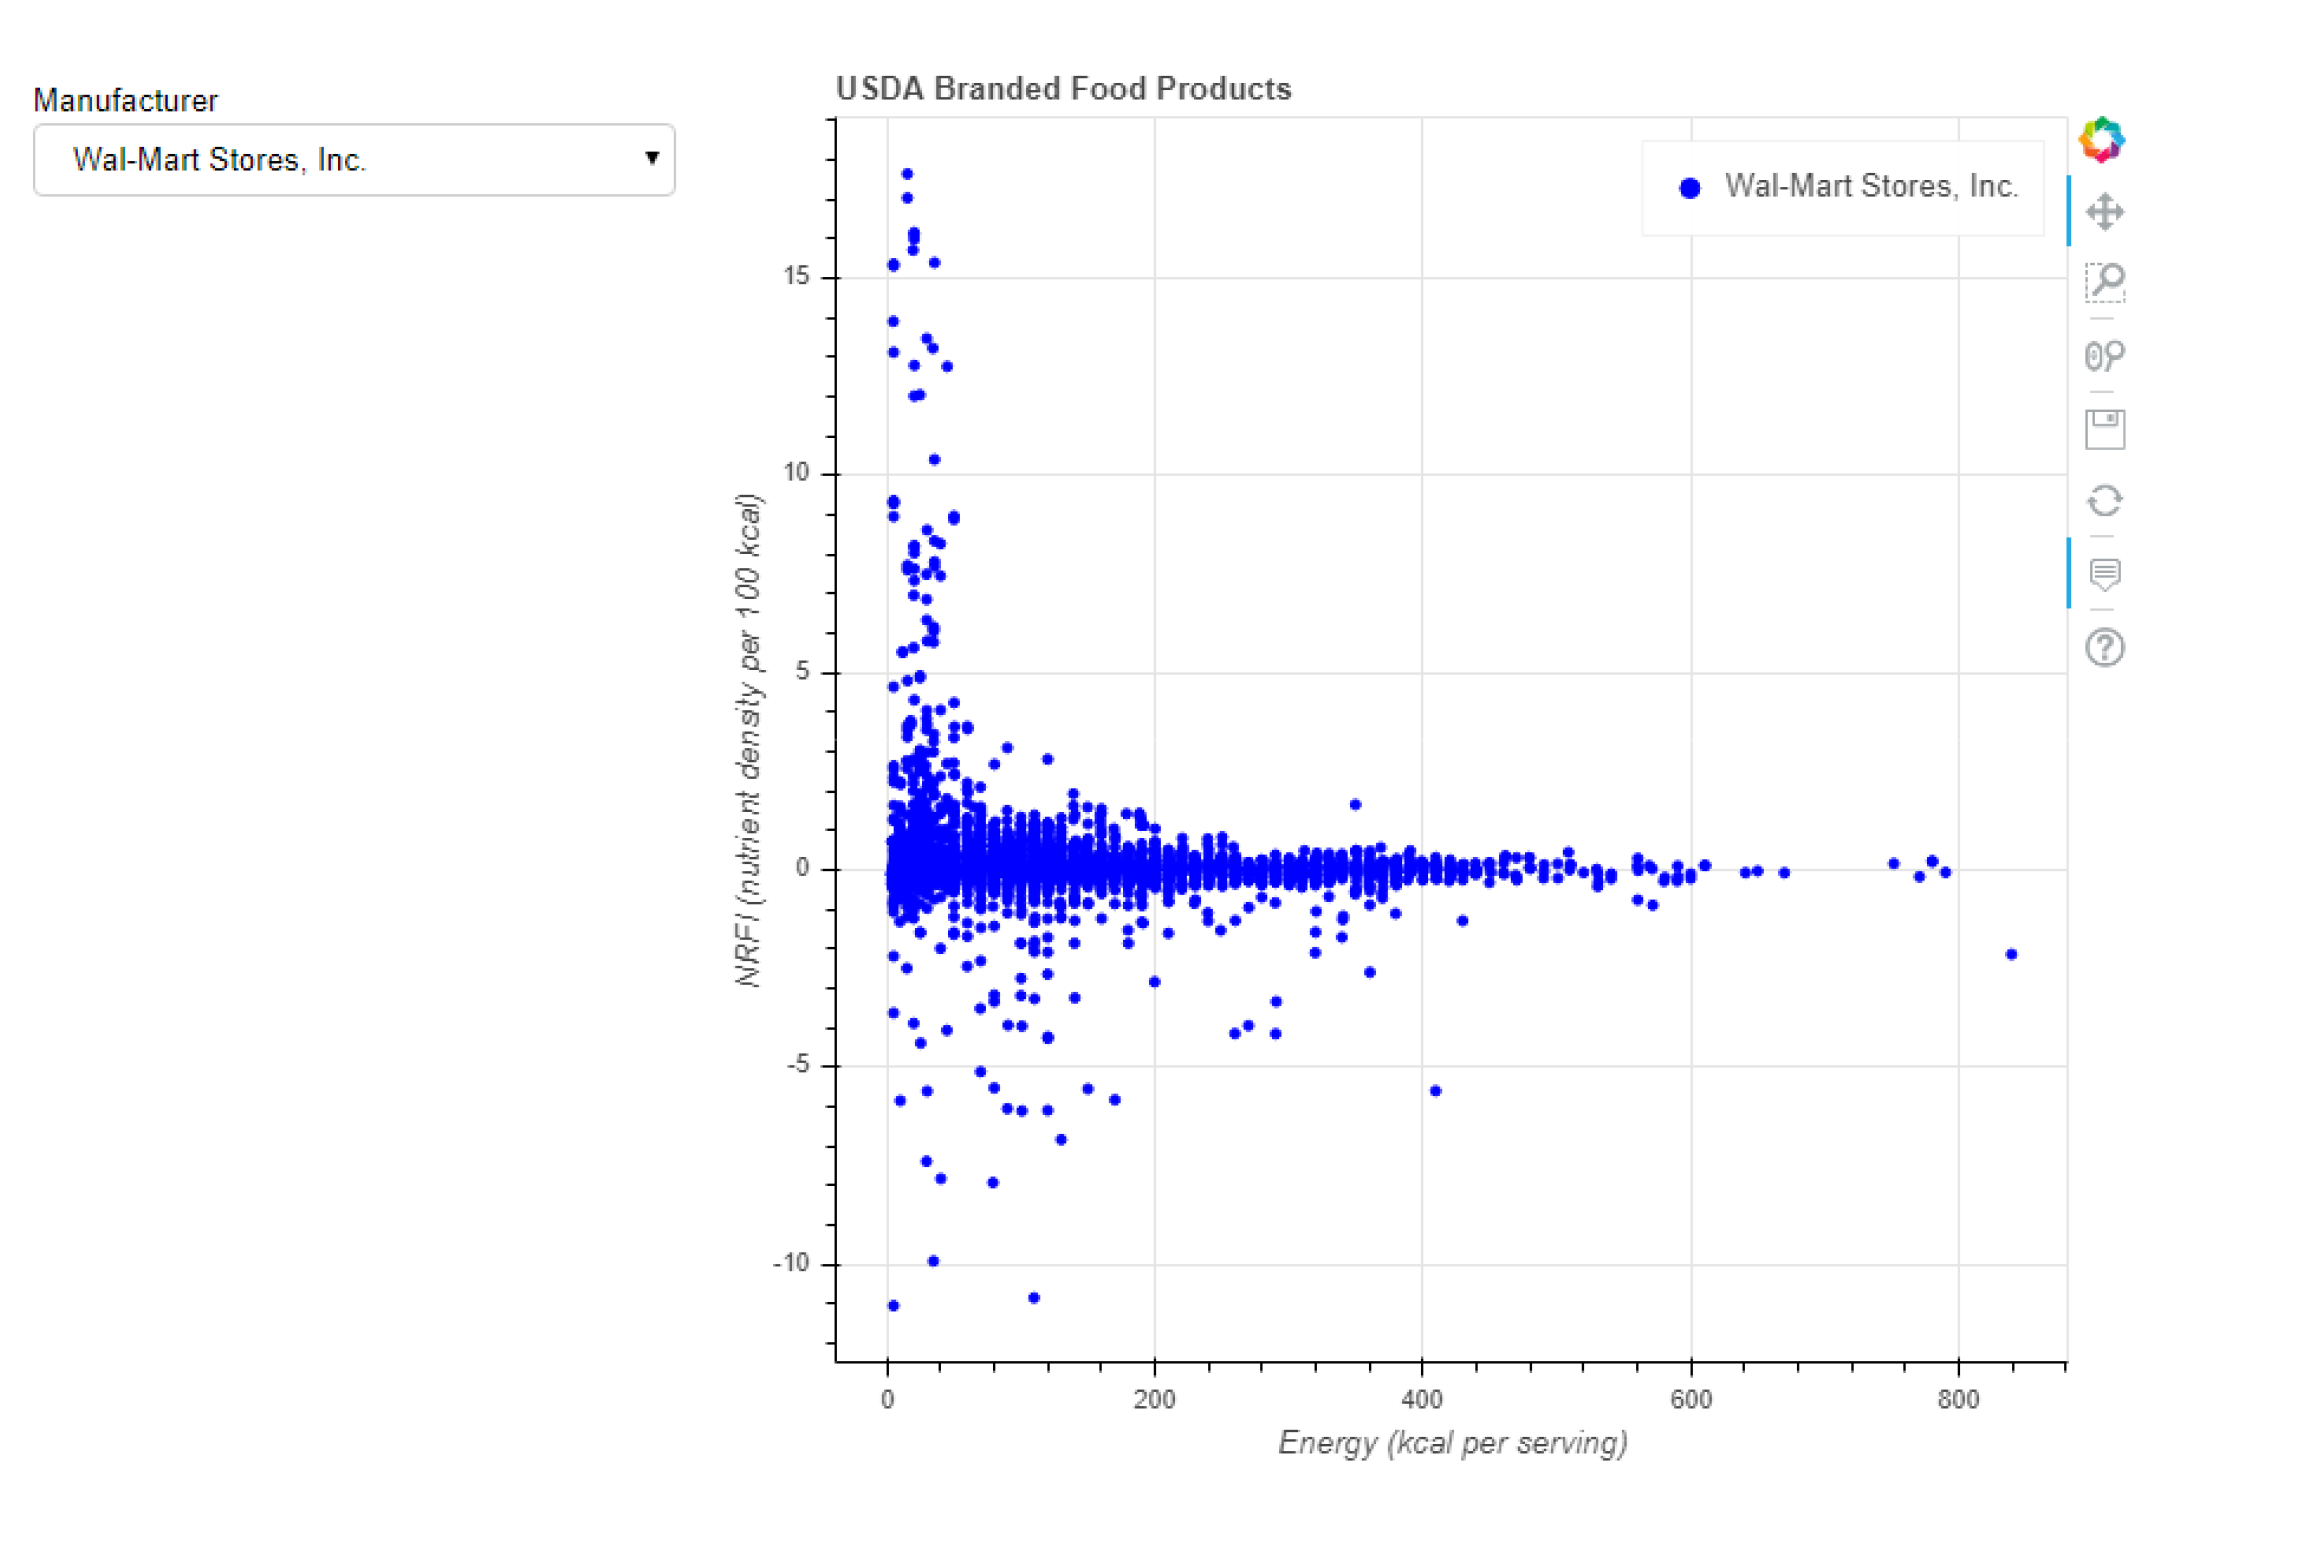 Manufacturer
Wal-Mart Stores, Inc.
USDA Branded Food Products
Wal-Mart Stores, Inc.
NRFI (nutrient density per 100 kcal)
15
10
5
0
-5
-10
0 200 400 600 800
Energy (kcal per serving)